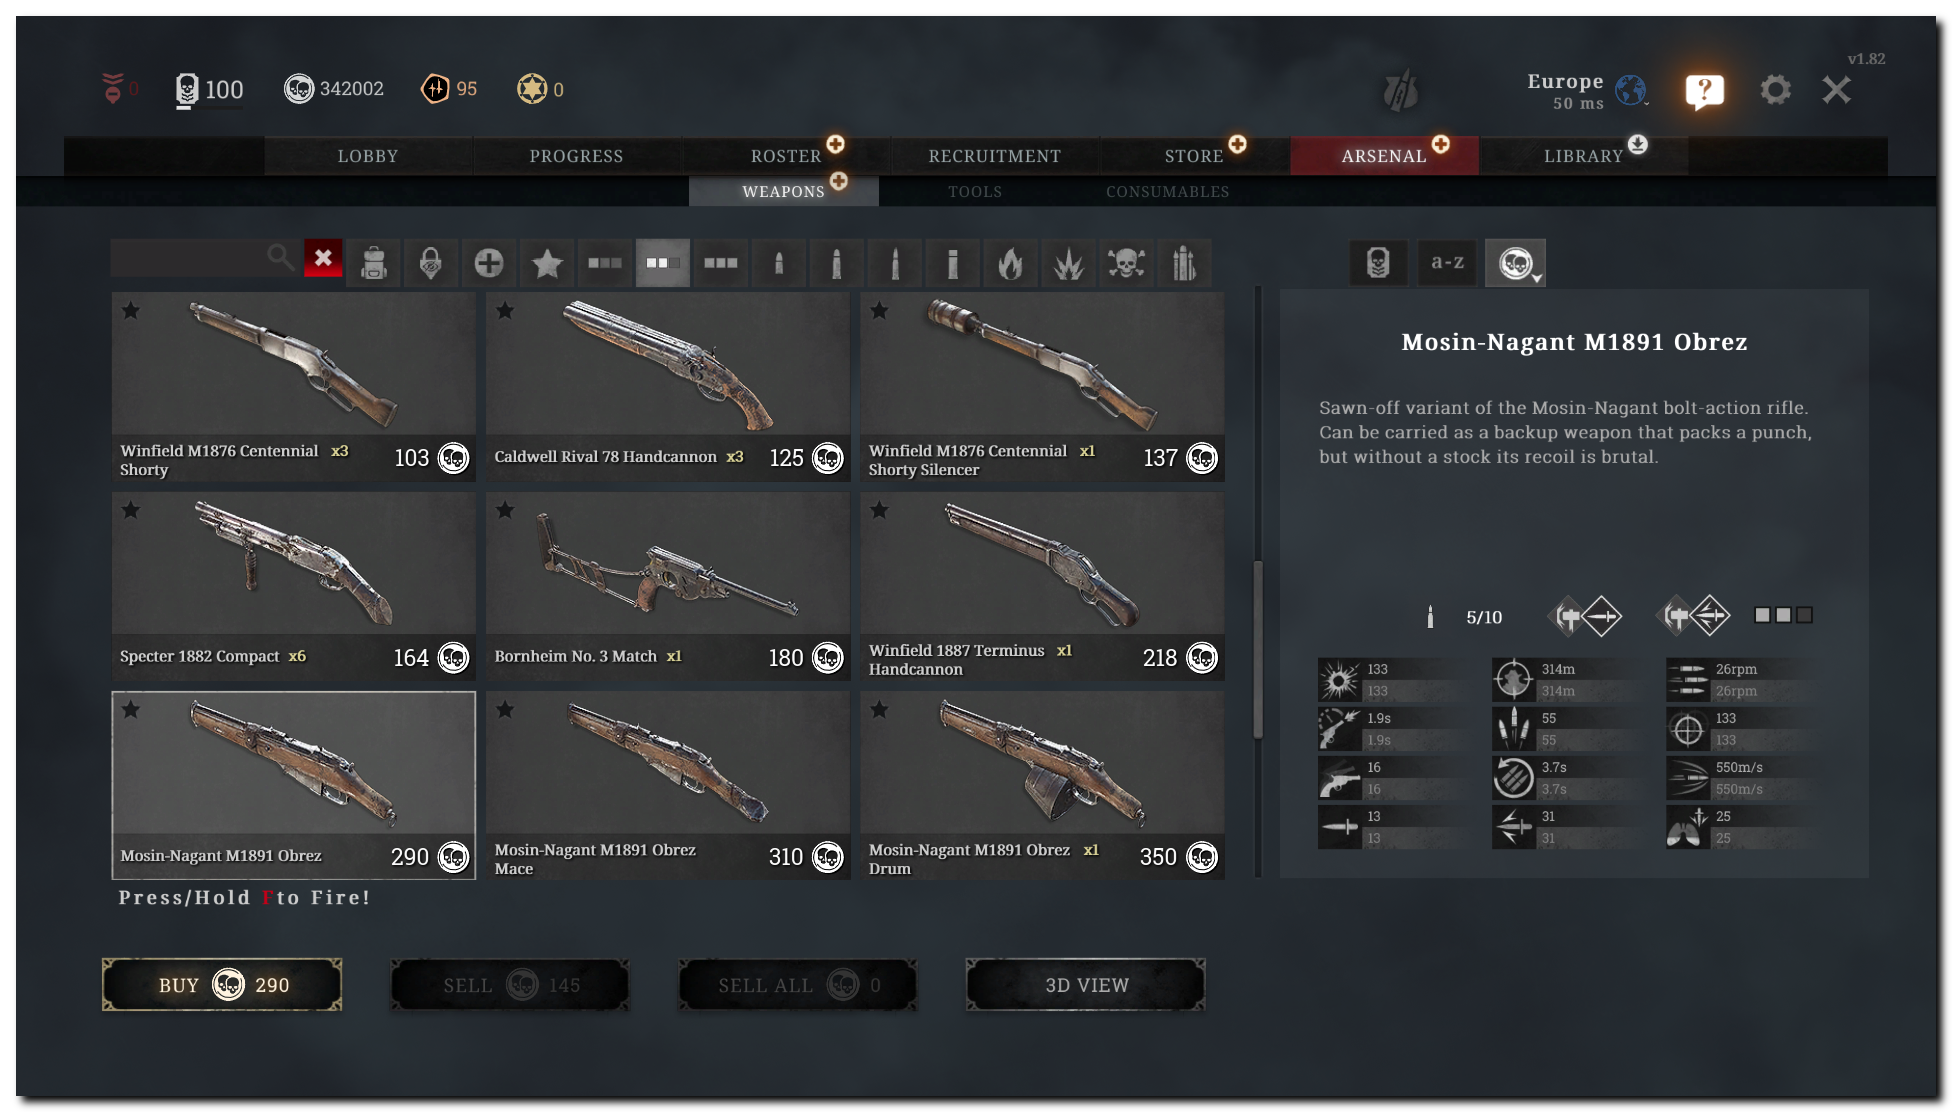 v1.82
0
100
342002
95
0
Europe
50 ms
?
LOBBY
PROGRESS
ROSTER
RECRUITMENT
STORE
ARSENAL
LIBRARY
WEAPONS
TOOLS
CONSUMABLES
a-z
Winfield M1876 Centennial x3
Shorty
103
Caldwell Rival 78 Handcannon x3
125
Winfield M1876 Centennial x1
Shorty Silencer
137
Specter 1882 Compact x6
164
Bornheim No. 3 Match x1
180
Winfield 1887 Terminus x1
Handcannon
218
Mosin-Nagant M1891 Obrez
290
Mosin-Nagant M1891 Obrez
Mace
310
Mosin-Nagant M1891 Obrez x1
Drum
350
Press/Hold F to Fire!
BUY 290
SELL 145
SELL ALL 0
3D VIEW
Mosin-Nagant M1891 Obrez
Sawn-off variant of the Mosin-Nagant bolt-action rifle.
Can be carried as a backup weapon that packs a punch,
but without a stock its recoil is brutal.
5/10
133
133
314m
314m
26rpm
26rpm
1.9s
1.9s
55
55
133
133
16
16
3.7s
3.7s
550m/s
550m/s
13
13
31
31
25
25